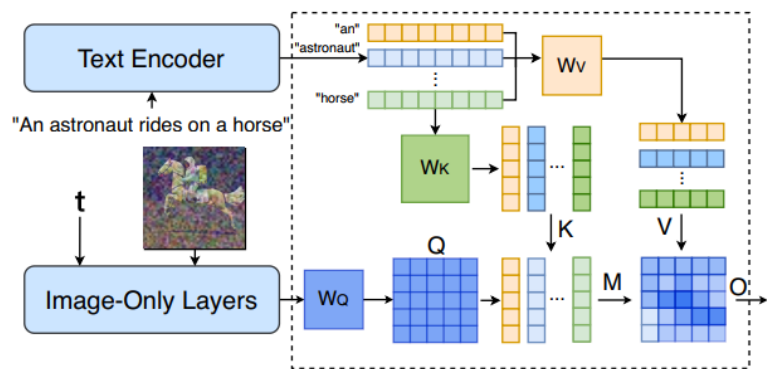 Text Encoder
"An astronaut rides on a horse"
t
Image-Only Layers
"an"
"astronaut"
⋮
"horse"
WV
WK
...
⋮
K
V
WQ
Q
...
M
O